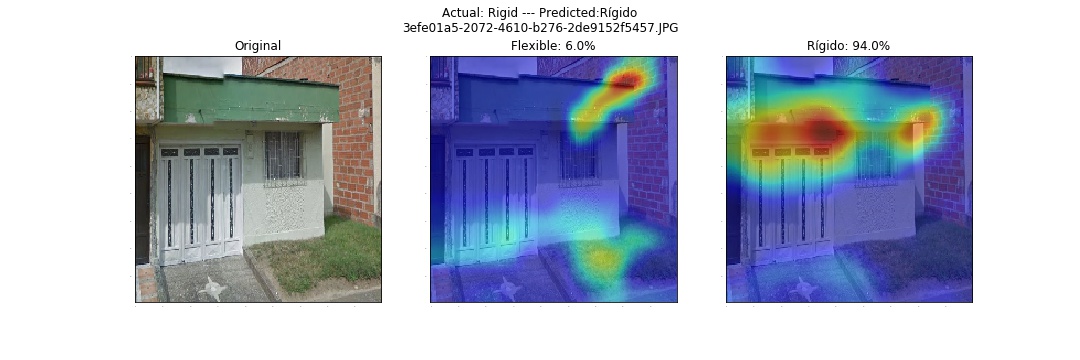 Actual: Rigid --- Predicted:Rígido
3efe01a5-2072-4610-b276-2de9152f5457.JPG
Original
Flexible: 6.0%
Rígido: 94.0%